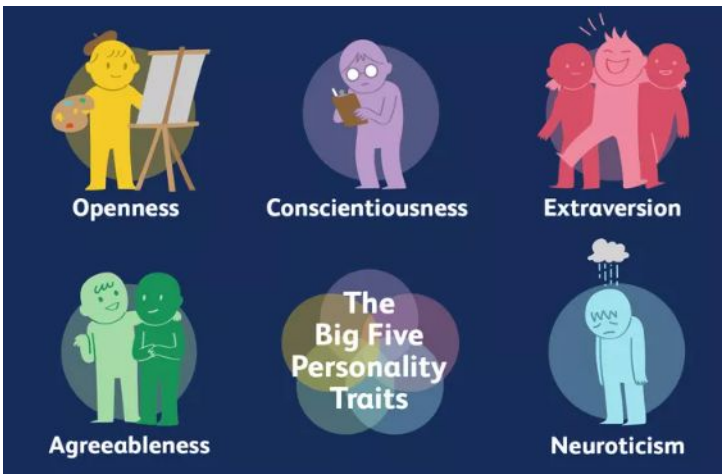 Openness
Conscientiousness
Extraversion
Agreeableness
The
Big Five
Personality
Traits
Neuroticism